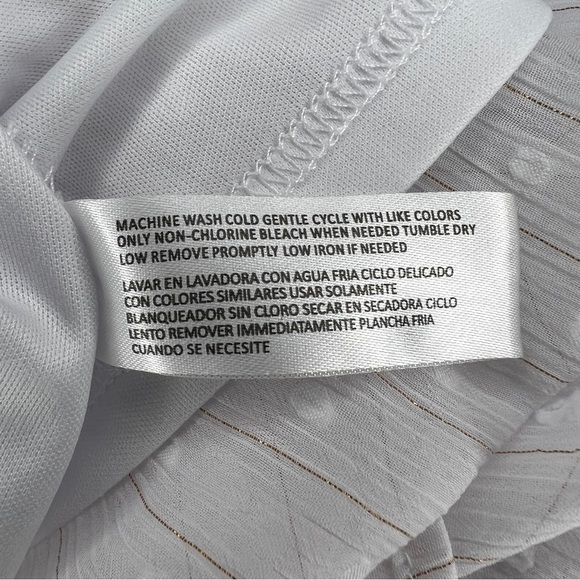 MACHINE WASH COLD GENTLE CYCLE WITH LIKE COLORS
ONLY NON-CHLORINE BLEACH WHEN NEEDED TUMBLE DRY
LOW REMOVE PROMPTLY LOW IRON IF NEEDED
LAVAR EN LAVADORA CON AGUA FRIA CICLO DELICADO
CON COLORES SIMILARES USAR SOLAMENTE
BLANQUEADOR SIN CLORO SECAR EN SECADORA CICLO
LENTO REMOVER IMMEDIATAMENTE PLANCHA FRIA
CUANDO SE NECESITE